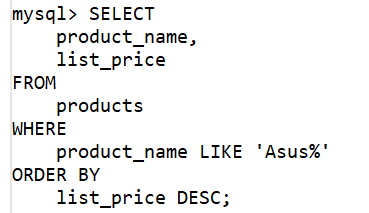 mysql> SELECT
    product_name,
    list_price
FROM
    products
WHERE
    product_name LIKE 'Asus%'
ORDER BY
    list_price DESC;